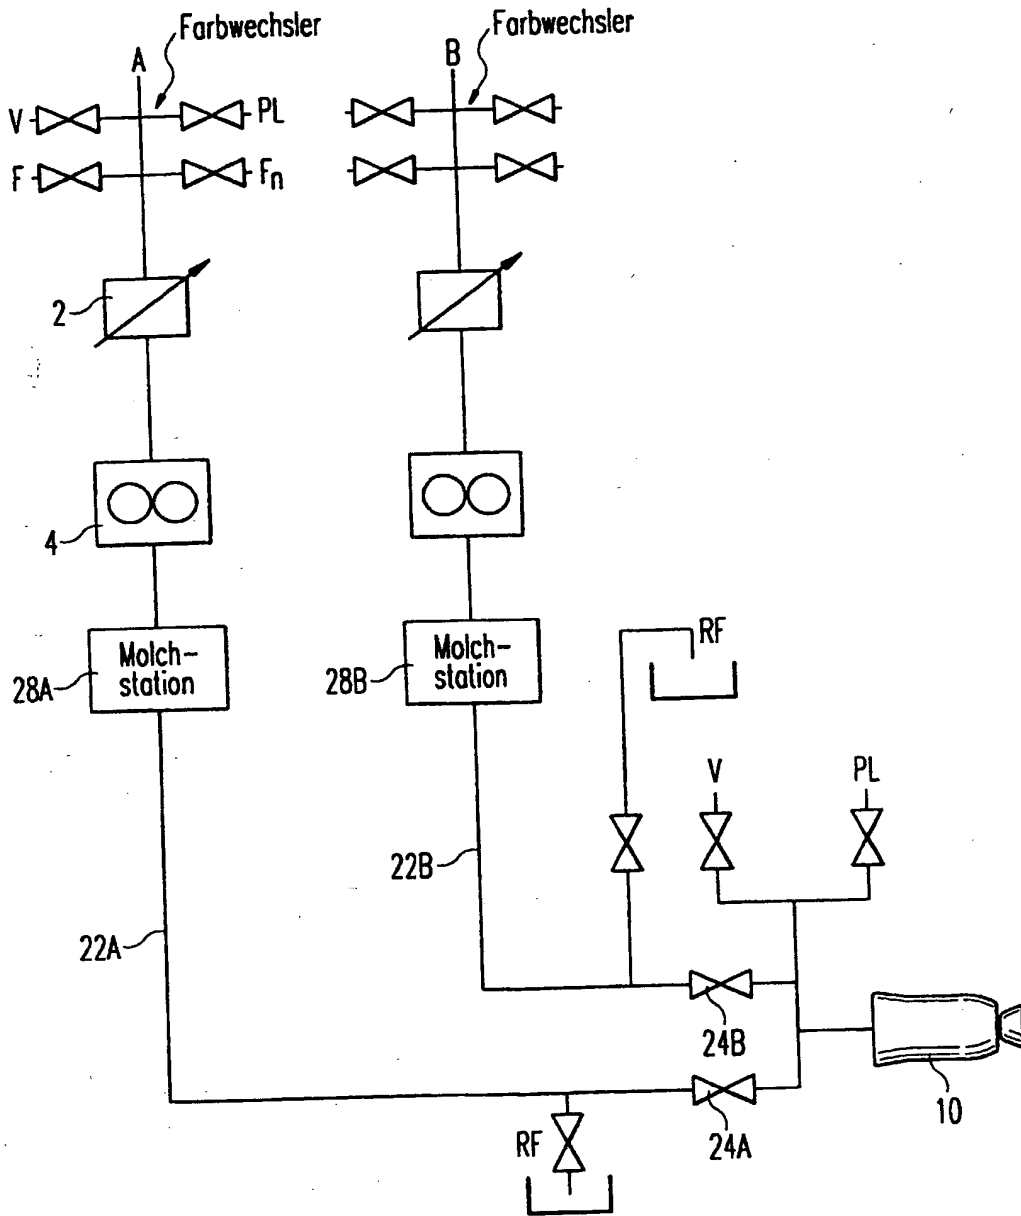 Farbwechsler
Farbwechsler
A
B
V
PL
F
Fn
2
4
Molch-
station
28A
Molch-
station
28B
RF
V
PL
22B
22A
24B
10
24A
RF